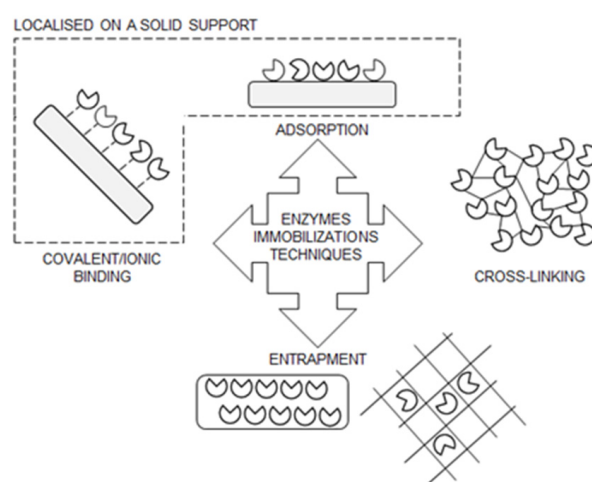 LOCALISED ON A SOLID SUPPORT
ADSORPTION
ENZYMES
IMMOBILIZATIONS
TECHNIQUES
COVALENT/IONIC
BINDING
CROSS-LINKING
ENTRAPMENT